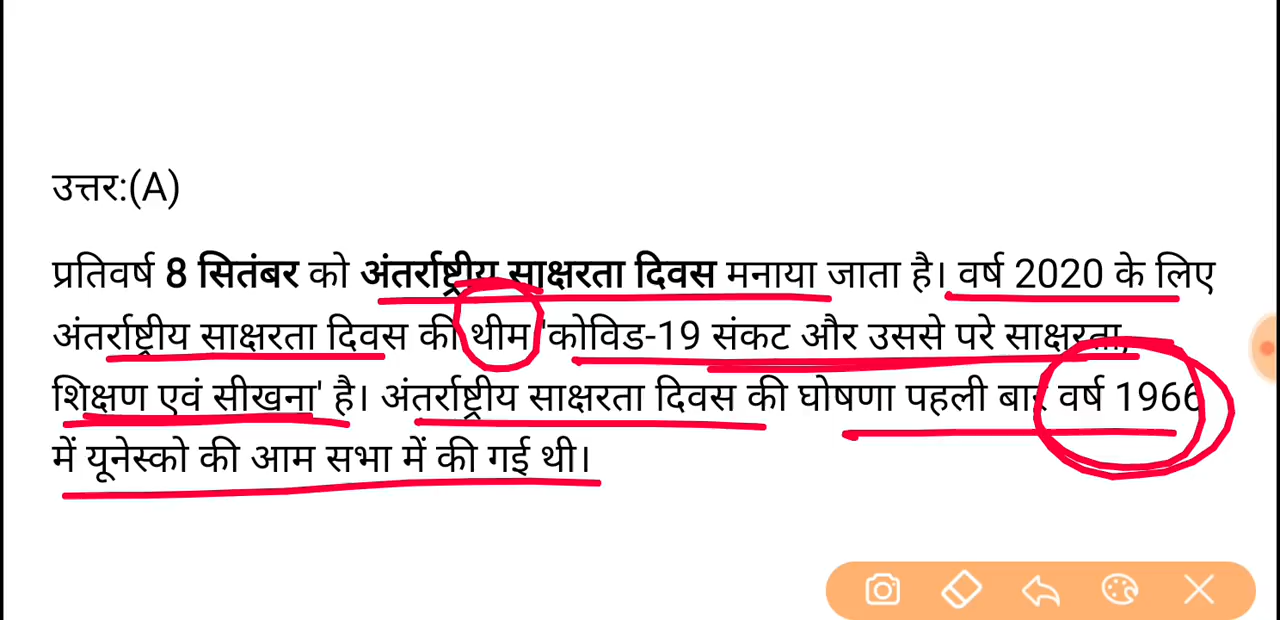 उत्तर:(A)
प्रतिवर्ष 8 सितंबर को अंतर्राष्ट्रीय साक्षरता दिवस मनाया जाता है। वर्ष 2020 के लिए
अंतर्राष्ट्रीय साक्षरता दिवस की थीम 'कोविड-19 संकट और उससे परे साक्षरता,
शिक्षण एवं सीखना' है। अंतर्राष्ट्रीय साक्षरता दिवस की घोषणा पहली बार वर्ष 1966
में यूनेस्को की आम सभा में की गई थी।